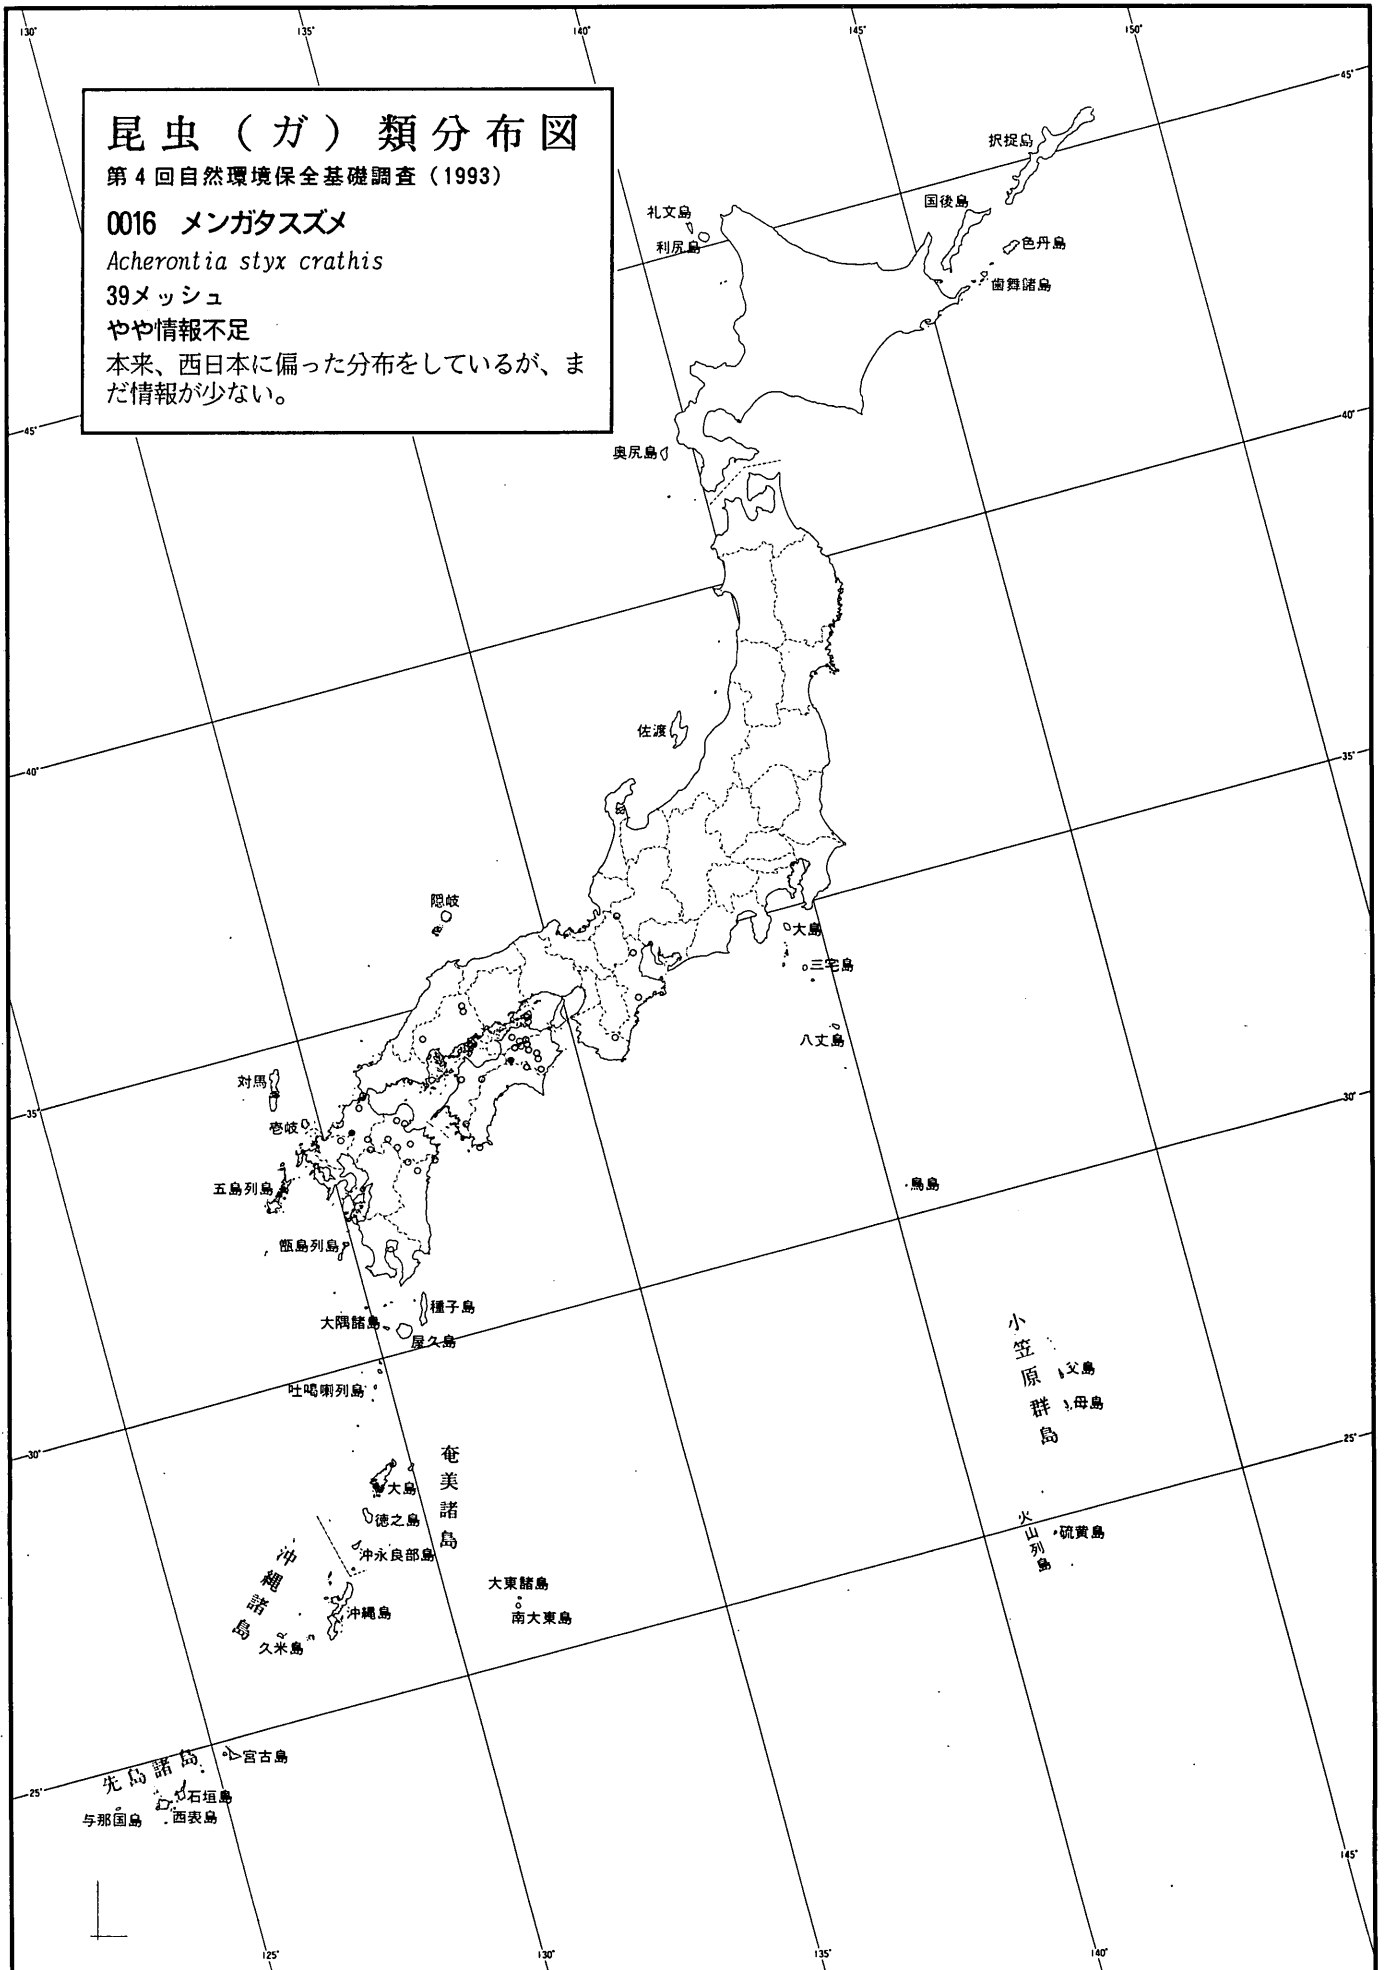 130°
135°
140°
145°
150°
45°
昆虫（ガ）類分布図
第4回自然環境保全基礎調査（1993）
0016 メンガタスズメ
Acherontia styx crathis
39メッシュ
やや情報不足
本来、西日本に偏った分布をしているが、ま
だ情報が少ない。
択捉島
国後島
礼文島
利尻島
色丹島
歯舞諸島
45°
40°
奥尻島
佐渡
40°
35°
隠岐
大島
三宅島
八丈島
対馬
35°
壱岐
30°
五島列島
鳥島
甑島列島
種子島
大隅諸島
屋久島
小笠原群島
父島
吐噶喇列島
母島
30°
25°
奄美諸島
大島
徳之島
火山列島
硫黄島
沖永良部島
沖縄諸島
大東諸島
沖縄島
南大東島
久米島
先島諸島
宮古島
25°
石垣島
与那国島
西表島
145°
125°
130°
135°
140°